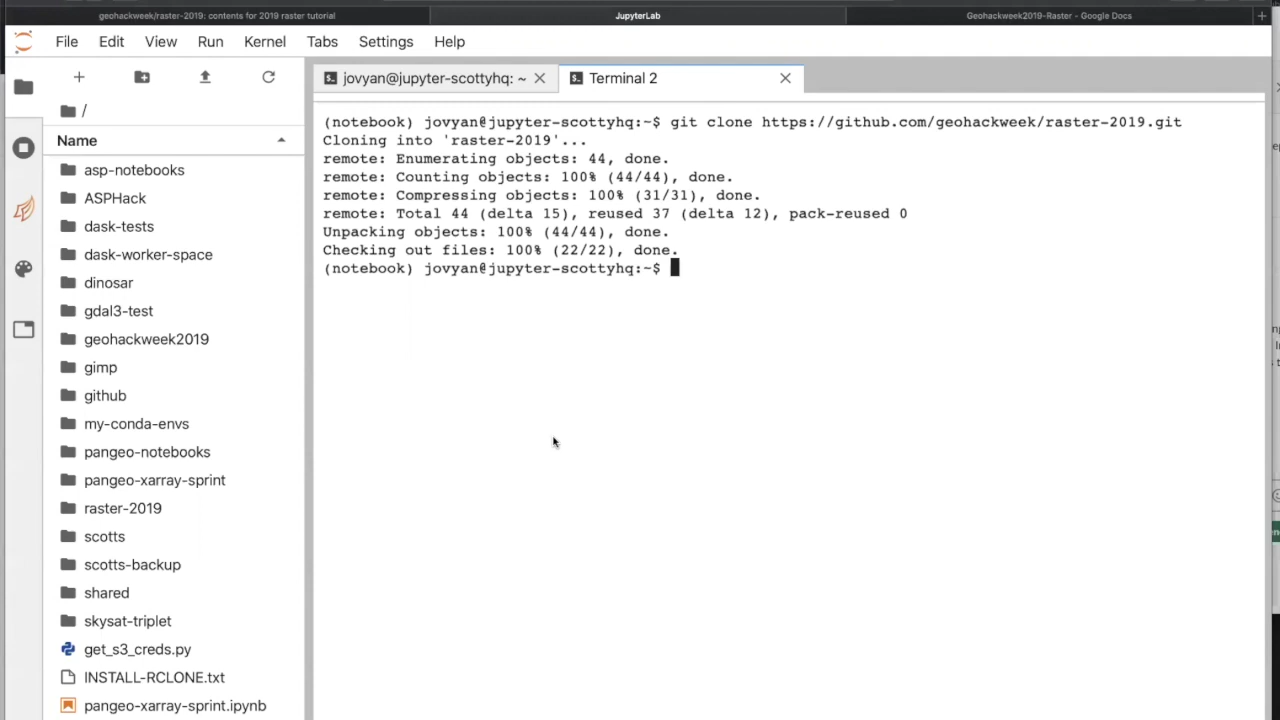 geohackweek/raster-2019: contents for 2019 raster tutorial
JupyterLab
Geohackweek2019-Raster - Google Docs
File Edit View Run Kernel Tabs Settings Help
jovyan@jupyter-scottyhq: ~
Terminal 2
/
Name
asp-notebooks
ASPHack
dask-tests
dask-worker-space
dinosar
gdal3-test
geohackweek2019
gimp
github
my-conda-envs
pangeo-notebooks
pangeo-xarray-sprint
raster-2019
scotts
scotts-backup
shared
skysat-triplet
get_s3_creds.py
INSTALL-RCLONE.txt
pangeo-xarray-sprint.ipynb
(notebook) jovyan@jupyter-scottyhq:~$ git clone https://github.com/geohackweek/raster-2019.git
Cloning into 'raster-2019'...
remote: Enumerating objects: 44, done.
remote: Counting objects: 100% (44/44), done.
remote: Compressing objects: 100% (31/31), done.
remote: Total 44 (delta 15), reused 37 (delta 12), pack-reused 0
Unpacking objects: 100% (44/44), done.
Checking out files: 100% (22/22), done.
(notebook) jovyan@jupyter-scottyhq:~$